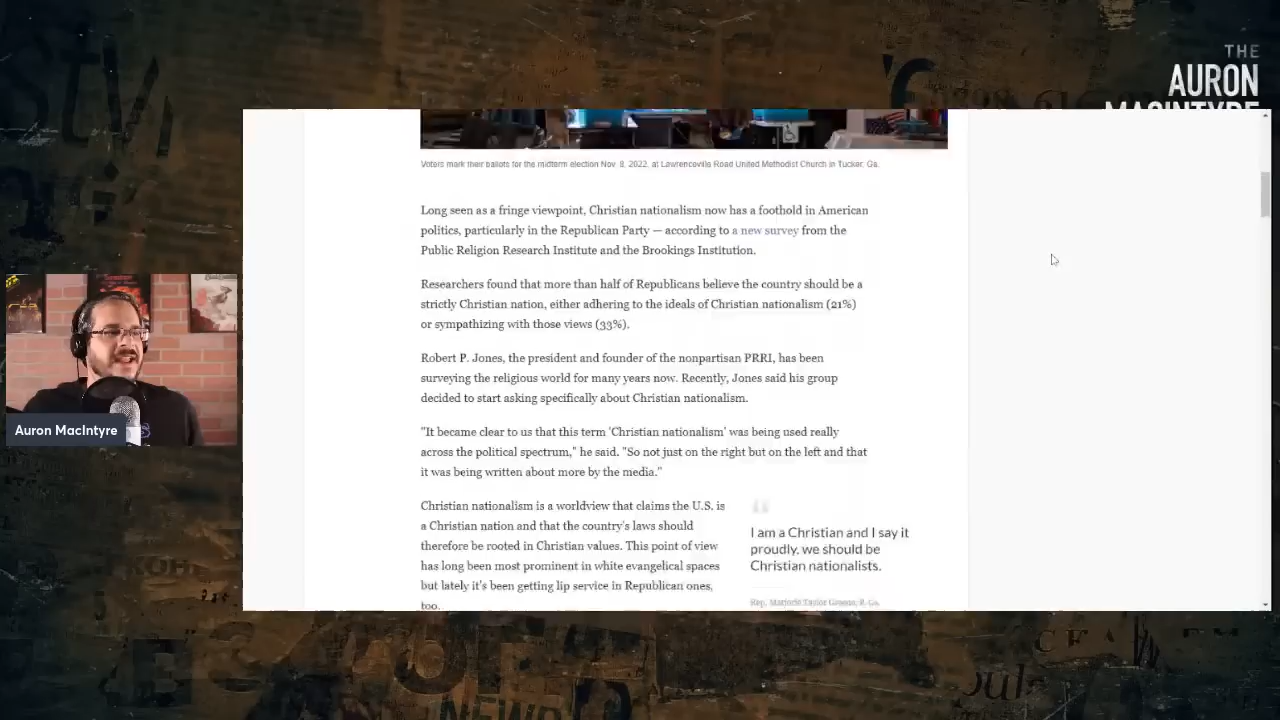 THE
AURON
MACINTYRE
Voters mark their ballots for the midterm election Nov. 8, 2022, at Lawrenceville Road United Methodist Church in Tucker, Ga.
Long seen as a fringe viewpoint, Christian nationalism now has a foothold in American
politics, particularly in the Republican Party — according to a new survey from the
Public Religion Research Institute and the Brookings Institution.
Researchers found that more than half of Republicans believe the country should be a
strictly Christian nation, either adhering to the ideals of Christian nationalism (21%)
or sympathizing with those views (33%).
Robert P. Jones, the president and founder of the nonpartisan PRRI, has been
surveying the religious world for many years now. Recently, Jones said his group
decided to start asking specifically about Christian nationalism.
"It became clear to us that this term 'Christian nationalism' was being used really
across the political spectrum," he said. "So not just on the right but on the left and that
it was being written about more by the media."
Christian nationalism is a worldview that claims the U.S. is
a Christian nation and that the country's laws should
therefore be rooted in Christian values. This point of view
has long been most prominent in white evangelical spaces
but lately it's been getting lip service in Republican ones,
too.
“
I am a Christian and I say it
proudly, we should be
Christian nationalists.
Rep. Marjorie Taylor Greene, R-Ga.
Auron MacIntyre